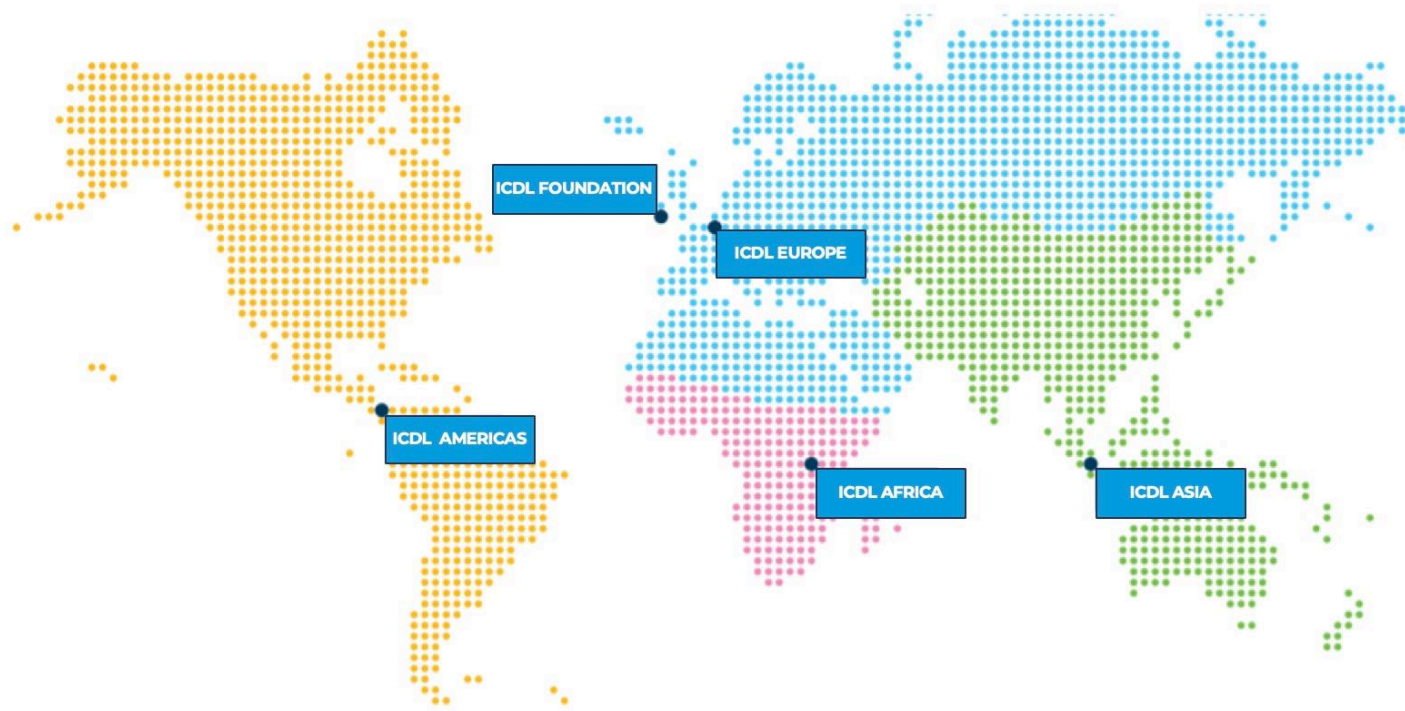 ICDL FOUNDATION
ICDL EUROPE
ICDL AMERICAS
ICDL AFRICA
ICDL ASIA